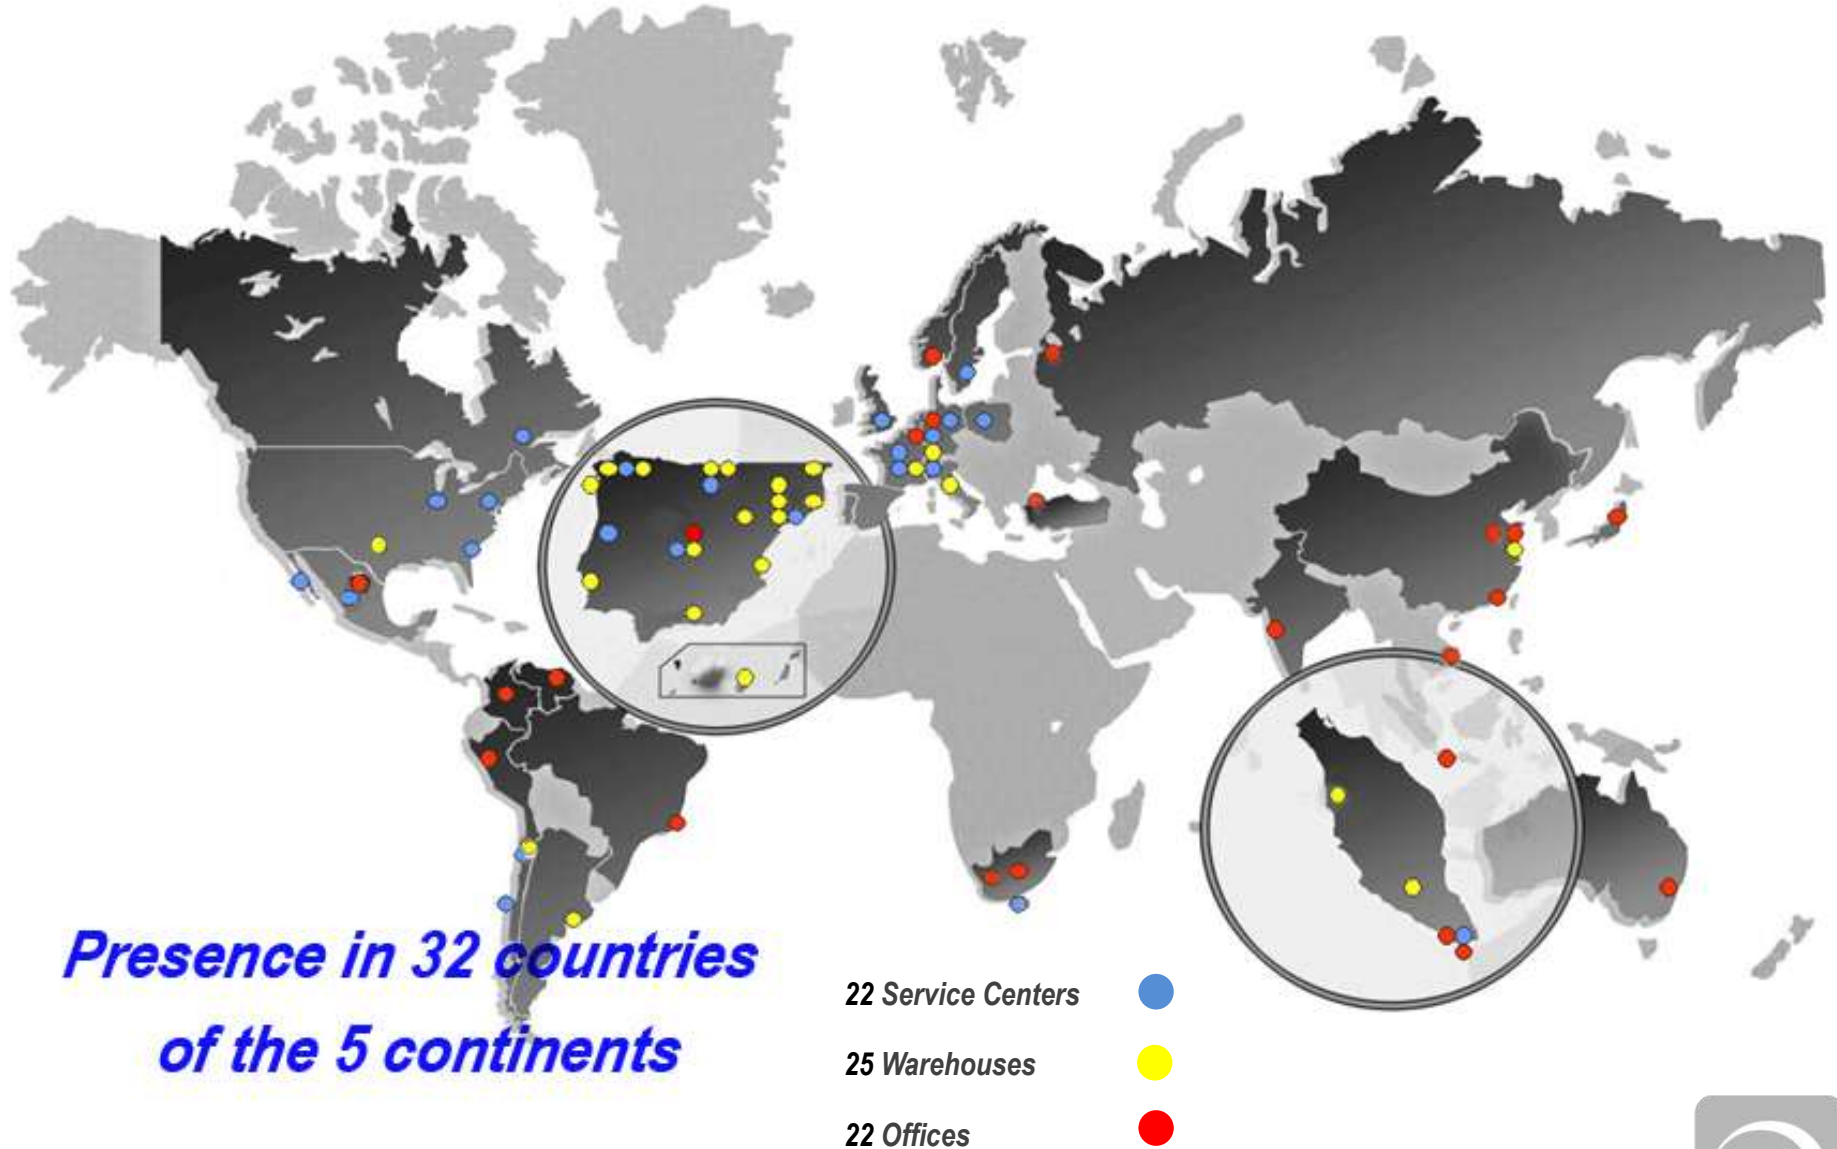 Presence in 32 countries
of the 5 continents
22 Service Centers
25 Warehouses
22 Offices